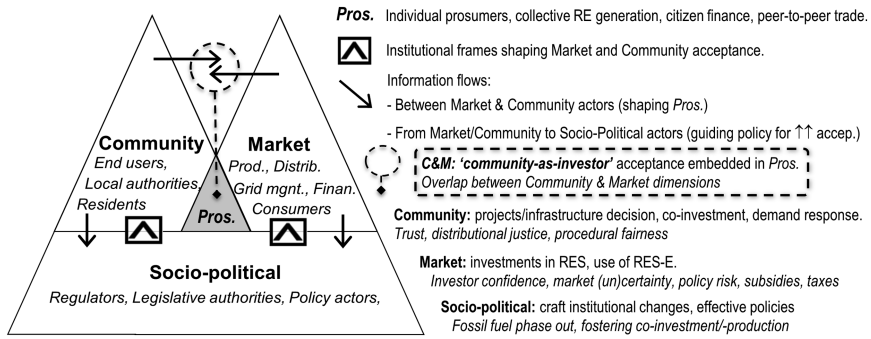 Pros. Individual prosumers, collective RE generation, citizen finance, peer-to-peer trade.
Institutional frames shaping Market and Community acceptance.
Information flows:
- Between Market & Community actors (shaping Pros.)
- From Market/Community to Socio-Political actors (guiding policy for ↑↑ accep.)
C&M: ‘community-as-investor’ acceptance embedded in Pros.
Overlap between Community & Market dimensions
Community: projects/infrastructure decision, co-investment, demand response.
Trust, distributional justice, procedural fairness
Market: investments in RES, use of RES-E.
Investor confidence, market (un)certainty, policy risk, subsidies, taxes
Socio-political: craft institutional changes, effective policies
Fossil fuel phase out, fostering co-investment/-production
Community
End users,
Local authorities,
Residents
Market
Prod., Distrib.
Grid mgnt., Finan.
Consumers
Pros.
Socio-political
Regulators, Legislative authorities, Policy actors,